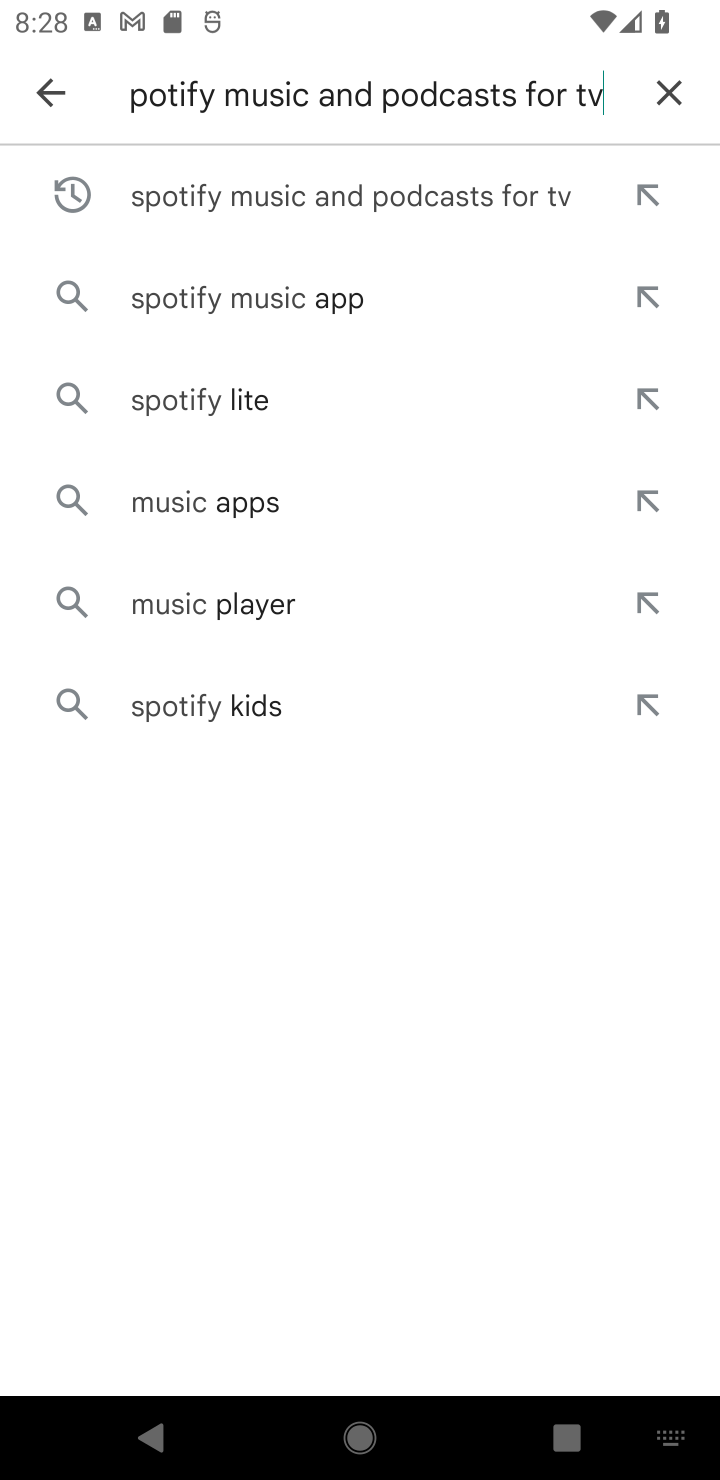 8:28
potify music and podcasts for tv
spotify music and podcasts for tv
spotify music app
spotify lite
music apps
music player
spotify kids